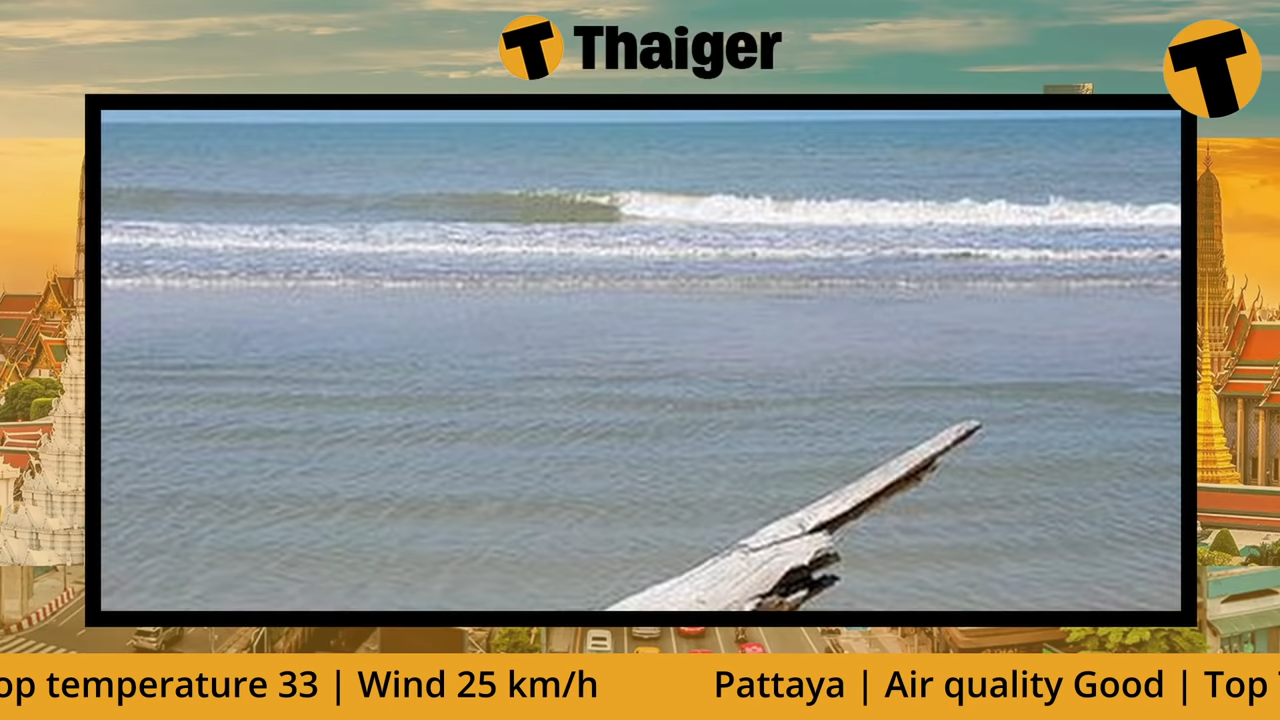 Thaiger
op temperature 33 | Wind 25 km/h Pattaya | Air quality Good | Top